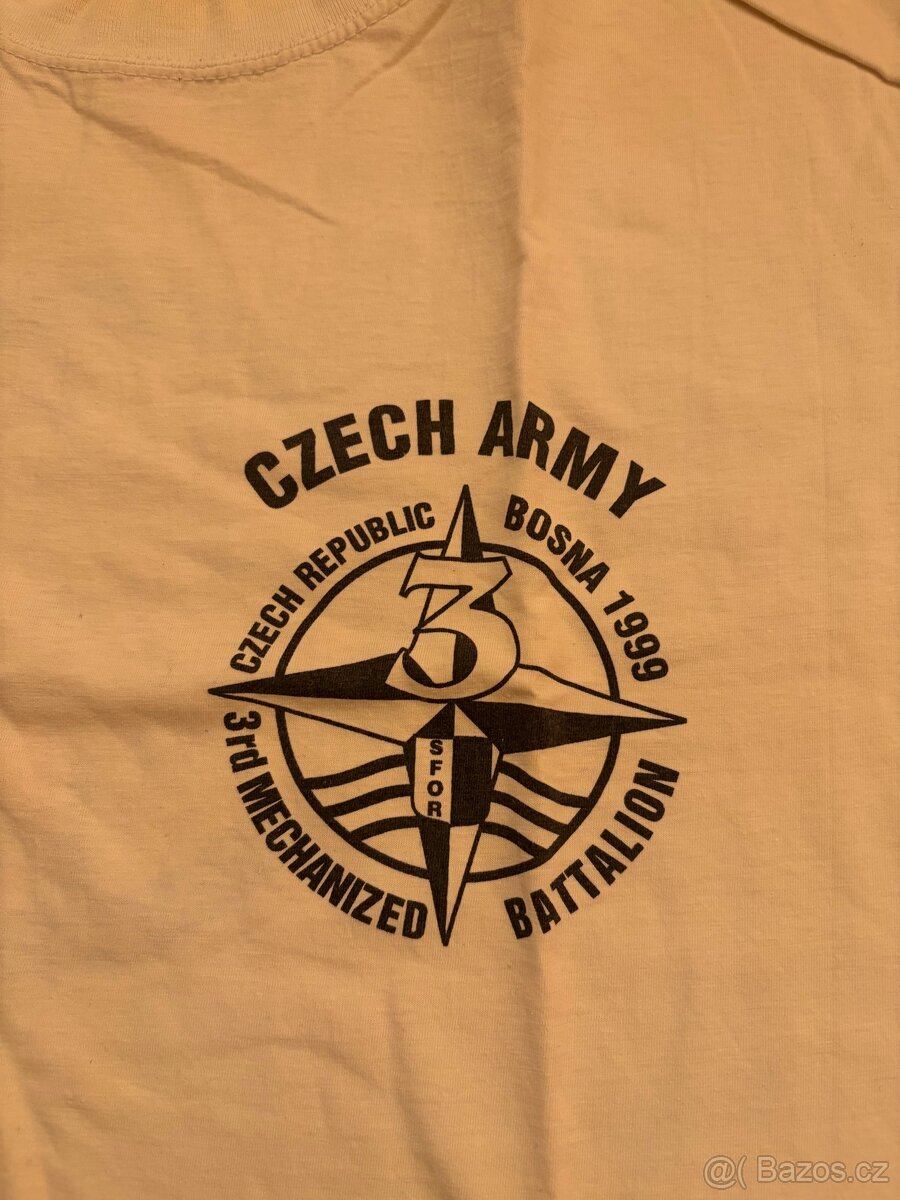 CZECH ARMY
CZECH REPUBLIC
BOSNA 1999
3
SFOR
3rd MECHANIZED
BATTALION
@( Bazos.cz